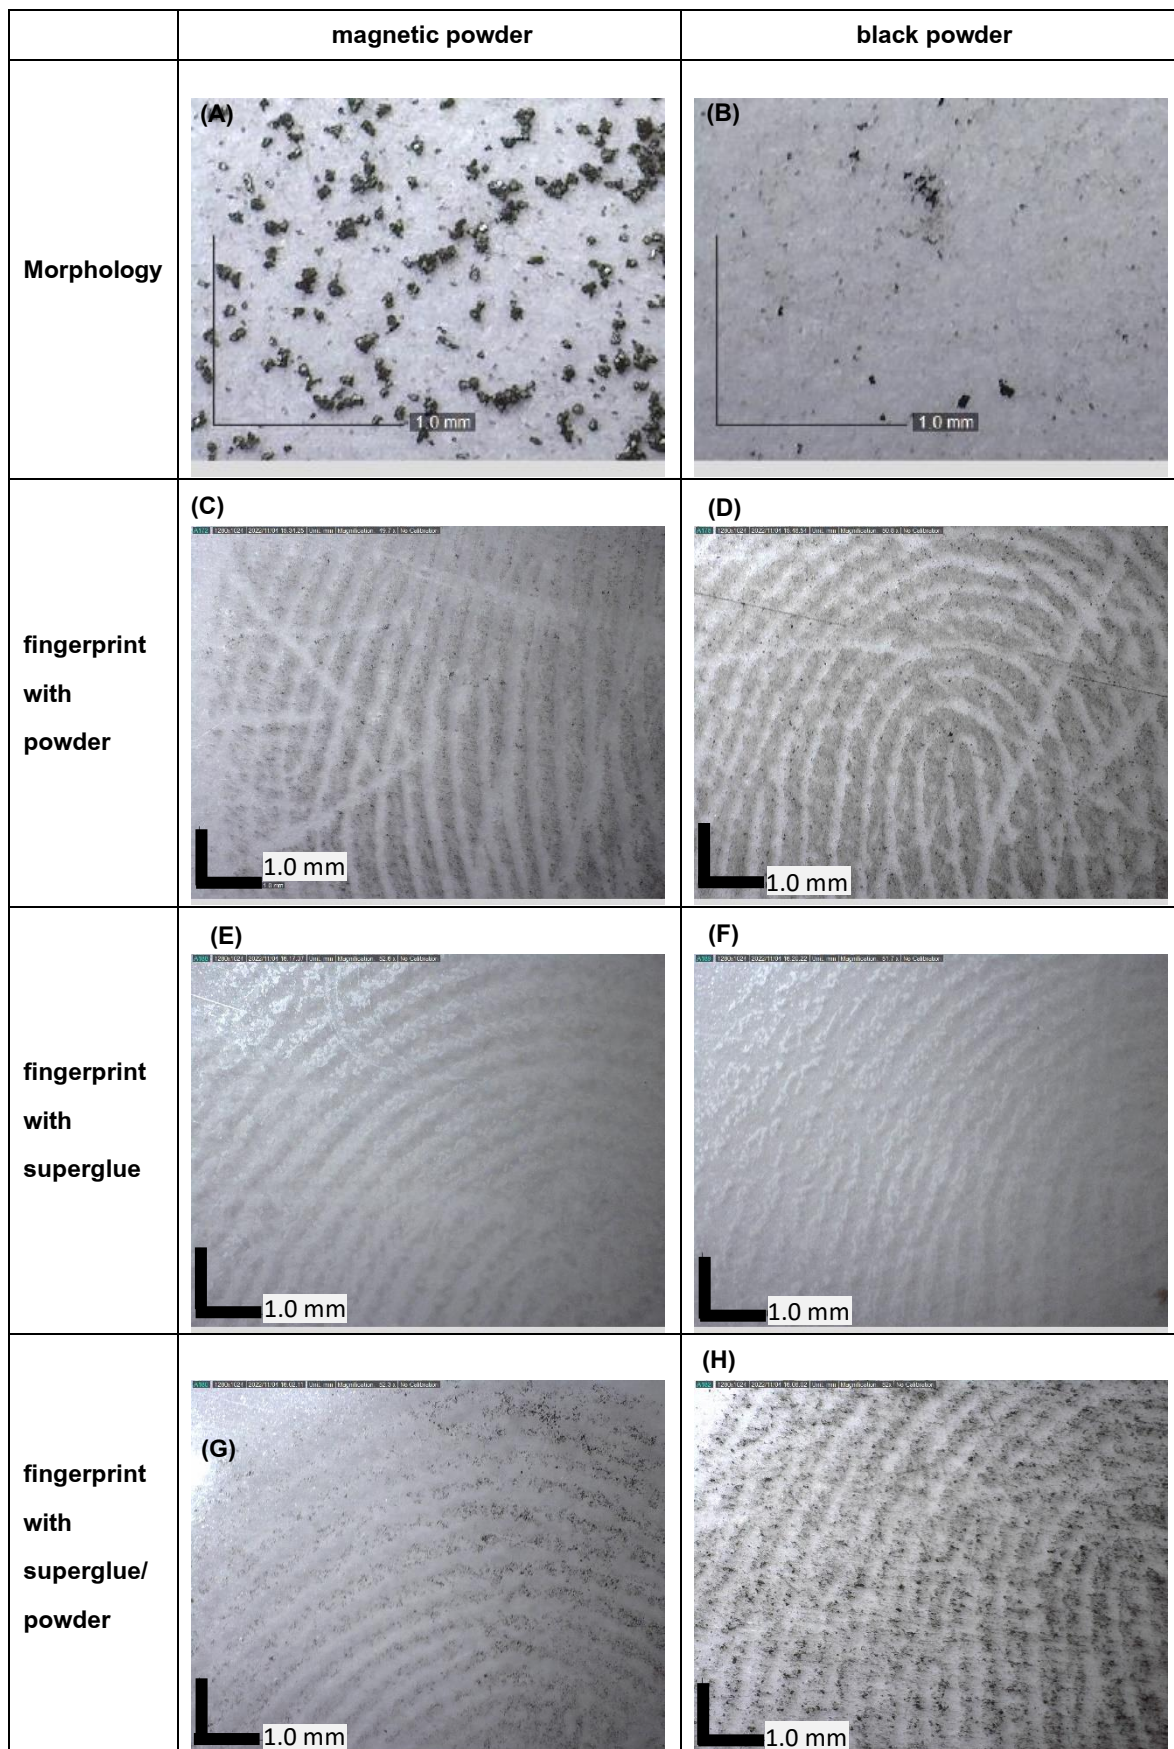 magnetic powder
black powder
Morphology
(A)
1.0 mm
(B)
1.0 mm
fingerprint
with
powder
(C)
1.0 mm
(D)
1.0 mm
fingerprint
with
superglue
(E)
1.0 mm
(F)
1.0 mm
fingerprint
with
superglue/
powder
(G)
1.0 mm
(H)
1.0 mm